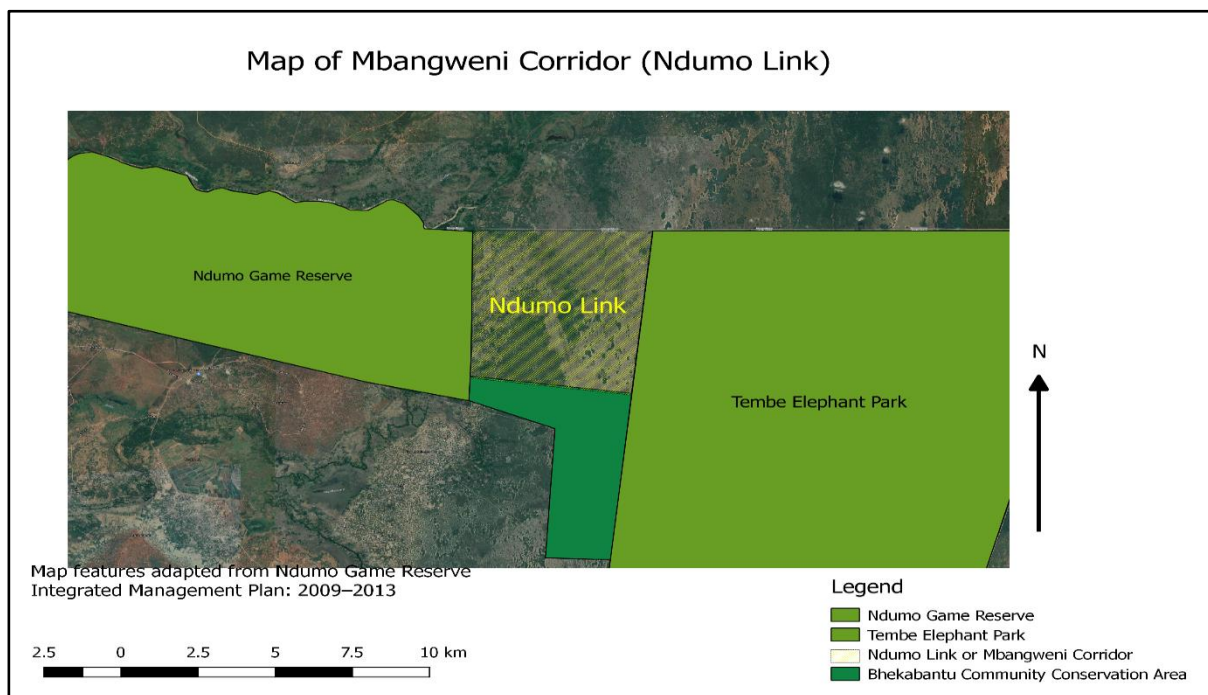 Map of Mbangweni Corridor (Ndumo Link)
Ndumo Game Reserve
Ndumo Link
Tembe Elephant Park
N
Map features adapted from Ndumo Game Reserve
Integrated Management Plan: 2009–2013
2.5 0 2.5 5 7.5 10 km
Legend
Ndumo Game Reserve
Tembe Elephant Park
Ndumo Link or Mbangweni Corridor
Bhekabantu Community Conservation Area